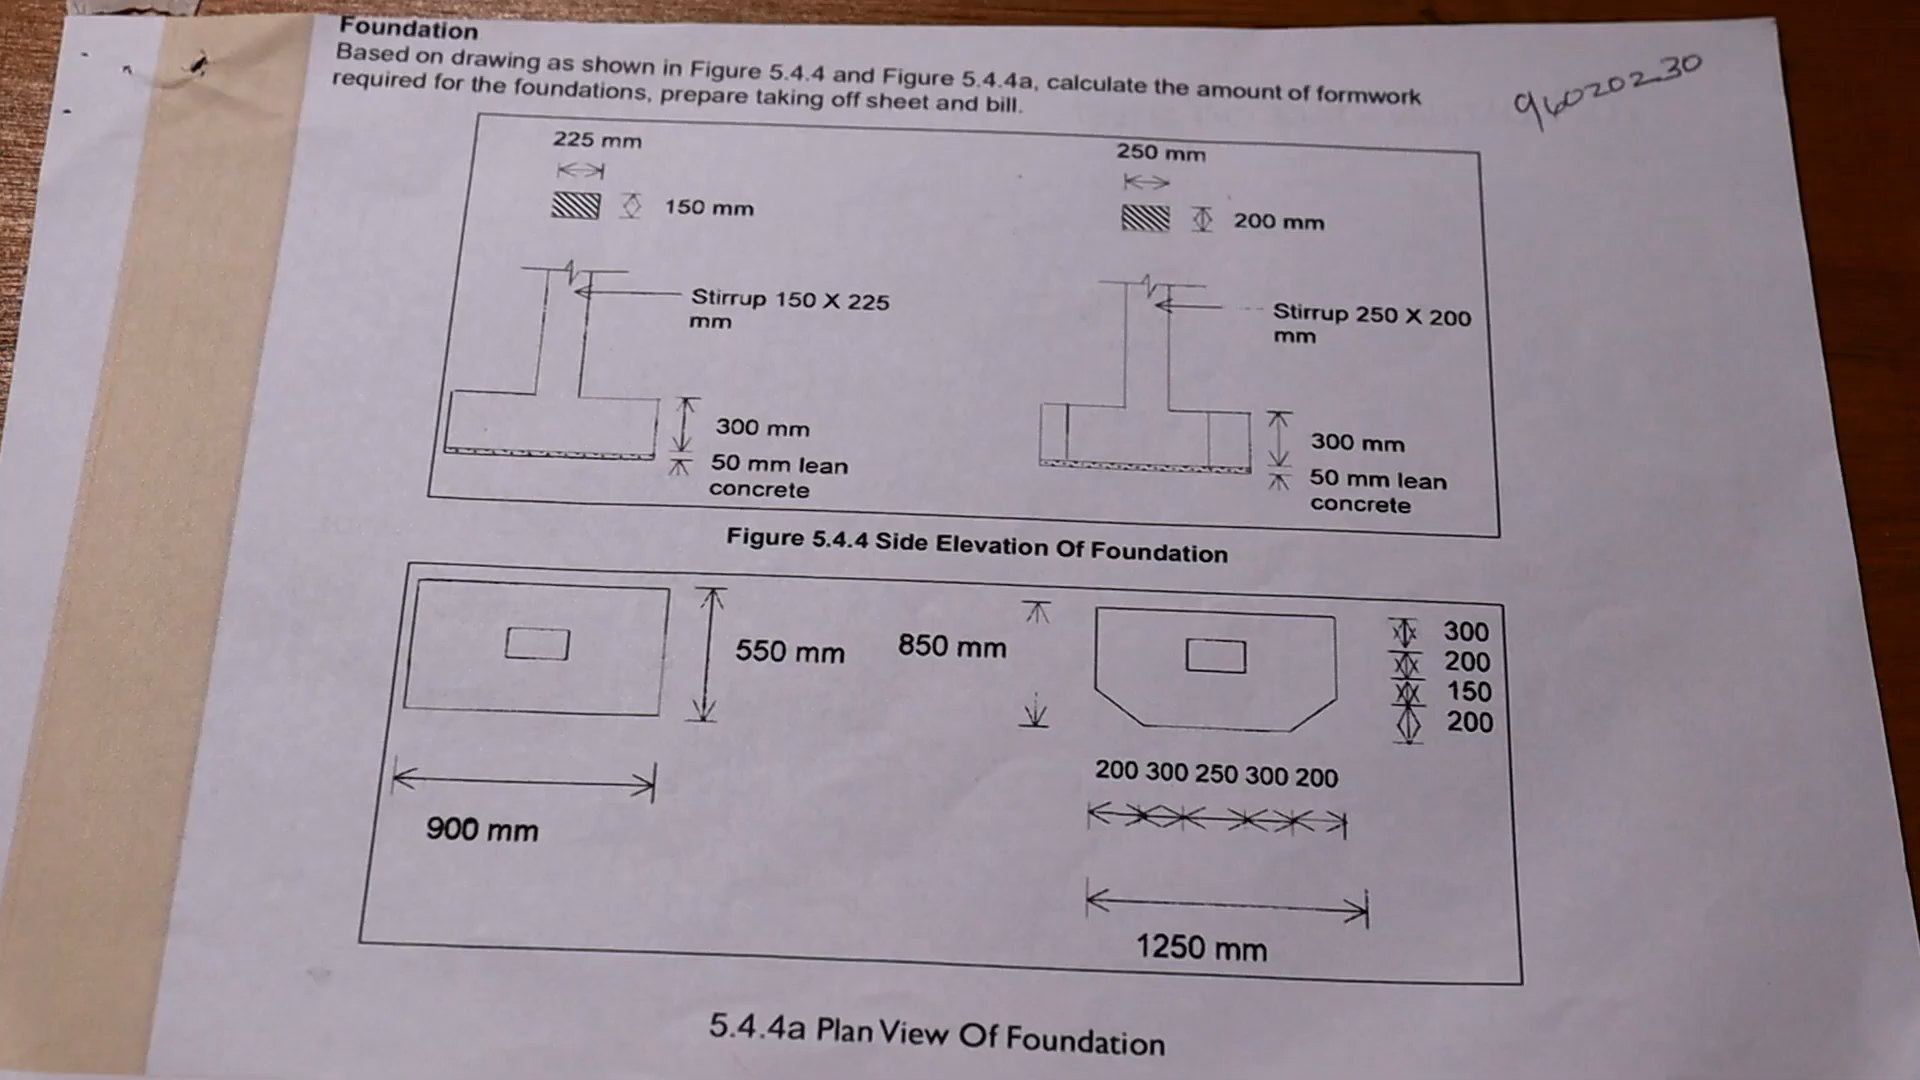 Foundation
Based on drawing as shown in Figure 5.4.4 and Figure 5.4.4a, calculate the amount of formwork
required for the foundations, prepare taking off sheet and bill.
960202.30
225 mm
250 mm
150 mm
200 mm
Stirrup 150 X 225
mm
Stirrup 250 X 200
mm
300 mm
50 mm lean
concrete
300 mm
50 mm lean
concrete
Figure 5.4.4 Side Elevation Of Foundation
550 mm
850 mm
300
200
150
200
200 300 250 300 200
900 mm
1250 mm
5.4.4a Plan View Of Foundation